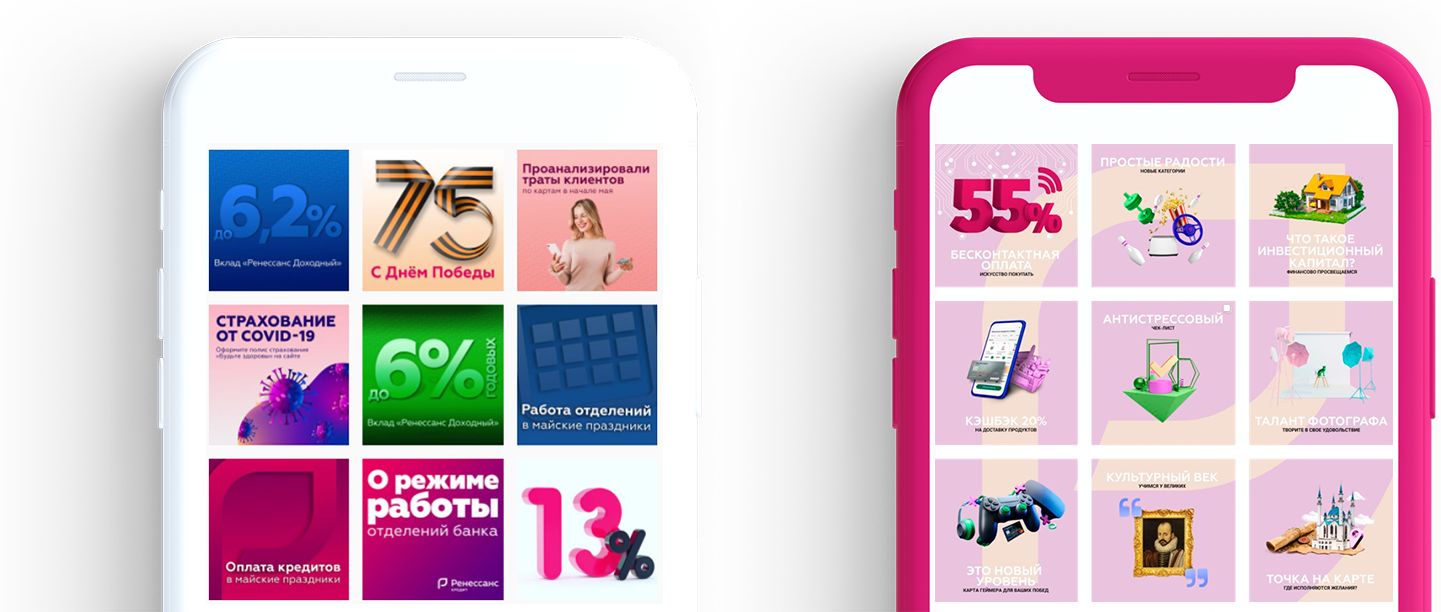 до 6,2%
Вклад «Ренессанс Доходный»
75
С Днём Победы
Проанализировали
траты клиентов
по картам в начале мая
СТРАХОВАНИЕ
ОТ COVID-19
Оформите полис страхования
«Будьте здоровы» на сайте
до 6% ГОДОВЫХ
Вклад «Ренессанс Доходный»
Работа отделений
в майские праздники
Оплата кредитов
в майские праздники
О режиме
работы
отделений банка
Ренессанс
кредит
13%
55%
БЕСКОНТАКТНАЯ
ОПЛАТА
ИСКУССТВО ПОКУПАТЬ
ПРОСТЫЕ РАДОСТИ
НОВЫЕ КАТЕГОРИИ
ЧТО ТАКОЕ
ИНВЕСТИЦИОННЫЙ
КАПИТАЛ?
ФИНАНСОВО ПРОСВЕЩАЕМСЯ
КЭШБЭК 20%
НА ДОСТАВКУ ПРОДУКТОВ
АНТИСТРЕССОВЫЙ
ЧЕК-ЛИСТ
ТАЛАНТ ФОТОГРАФА
ТВОРИТЕ В СВОЕ УДОВОЛЬСТВИЕ
ЭТО НОВЫЙ
УРОВЕНЬ
КАРТА ГЕЙМЕРА ДЛЯ ВАШИХ ПОБЕД
КУЛЬТУРНЫЙ ВЕК
УЧИМСЯ У ВЕЛИКИХ
ТОЧКА НА КАРТЕ
ГДЕ ИСПОЛНЯЮТСЯ ЖЕЛАНИЯ?